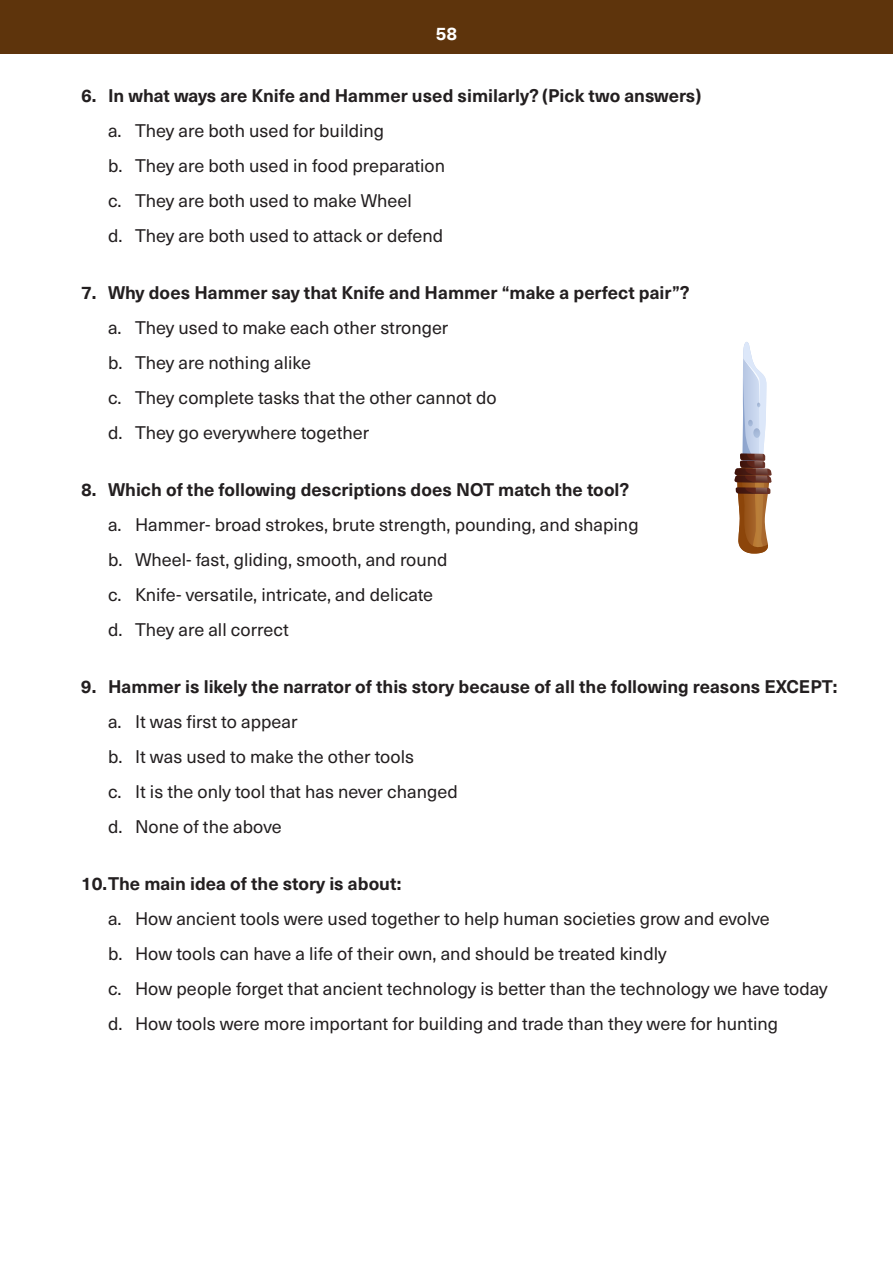 58
6. In what ways are Knife and Hammer used similarly? (Pick two answers)
a. They are both used for building
b. They are both used in food preparation
c. They are both used to make Wheel
d. They are both used to attack or defend
7. Why does Hammer say that Knife and Hammer “make a perfect pair”?
a. They used to make each other stronger
b. They are nothing alike
c. They complete tasks that the other cannot do
d. They go everywhere together
8. Which of the following descriptions does NOT match the tool?
a. Hammer- broad strokes, brute strength, pounding, and shaping
b. Wheel- fast, gliding, smooth, and round
c. Knife- versatile, intricate, and delicate
d. They are all correct
9. Hammer is likely the narrator of this story because of all the following reasons EXCEPT:
a. It was first to appear
b. It was used to make the other tools
c. It is the only tool that has never changed
d. None of the above
10.The main idea of the story is about:
a. How ancient tools were used together to help human societies grow and evolve
b. How tools can have a life of their own, and should be treated kindly
c. How people forget that ancient technology is better than the technology we have today
d. How tools were more important for building and trade than they were for hunting